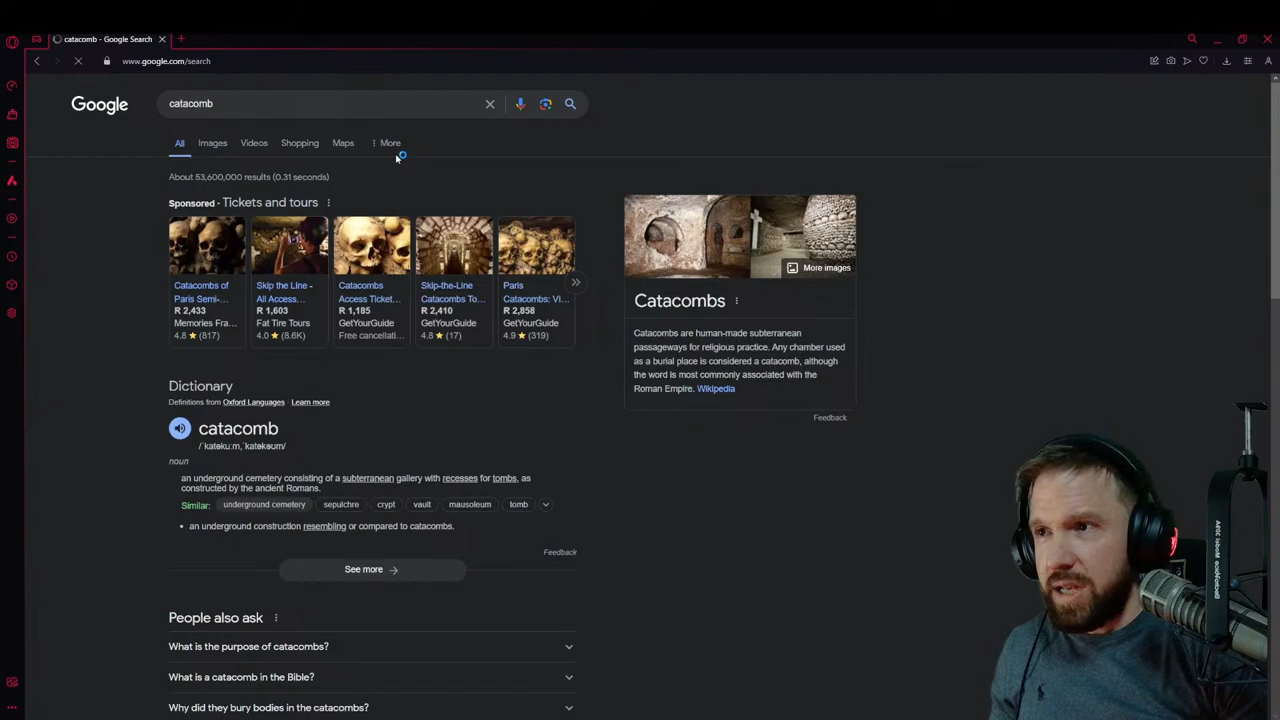 catacomb - Google Search
www.google.com/search
Google
catacomb
All
Images
Videos
Shopping
Maps
More
About 53,600,000 results (0.31 seconds)
Sponsored · Tickets and tours
Catacombs of
Paris Semi-...
R 2,433
Memories Fra...
4.8 ★ (817)
Skip the Line -
All Access...
R 1,603
Fat Tire Tours
4.0 ★ (8.6K)
Catacombs
Access Ticket...
R 1,185
GetYourGuide
Free cancellati...
Skip-the-Line
Catacombs To...
R 2,410
GetYourGuide
4.8 ★ (17)
Paris
Catacombs: VI...
R 2,858
GetYourGuide
4.9 ★ (319)
More images
Catacombs
Catacombs are human-made subterranean
passageways for religious practice. Any chamber used
as a burial place is considered a catacomb, although
the word is most commonly associated with the
Roman Empire. Wikipedia
Feedback
Dictionary
Definitions from Oxford Languages · Learn more
catacomb
/ˈkatəkuːm,ˈkatəkəʊm/
noun
an underground cemetery consisting of a subterranean gallery with recesses for tombs, as
constructed by the ancient Romans.
Similar:
underground cemetery
sepulchre
crypt
vault
mausoleum
tomb
• an underground construction resembling or compared to catacombs.
Feedback
See more
People also ask
What is the purpose of catacombs?
What is a catacomb in the Bible?
Why did they bury bodies in the catacombs?